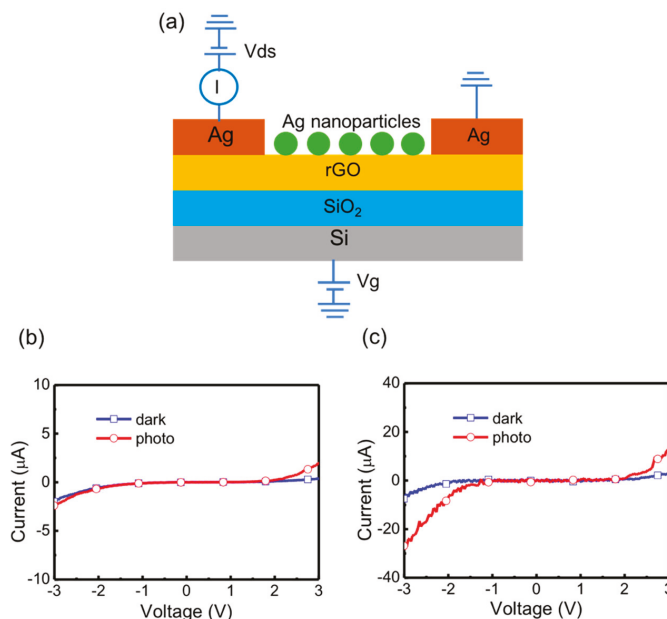 (a)
Vds
I
Ag
Ag nanoparticles
Ag
rGO
SiO₂
Si
Vg
(b)
10
5
0
-5
-10
Current (μA)
dark
photo
-3 -2 -1 0 1 2 3
Voltage (V)
(c)
40
20
0
-20
-40
Current (μA)
dark
photo
-3 -2 -1 0 1 2 3
Voltage (V)